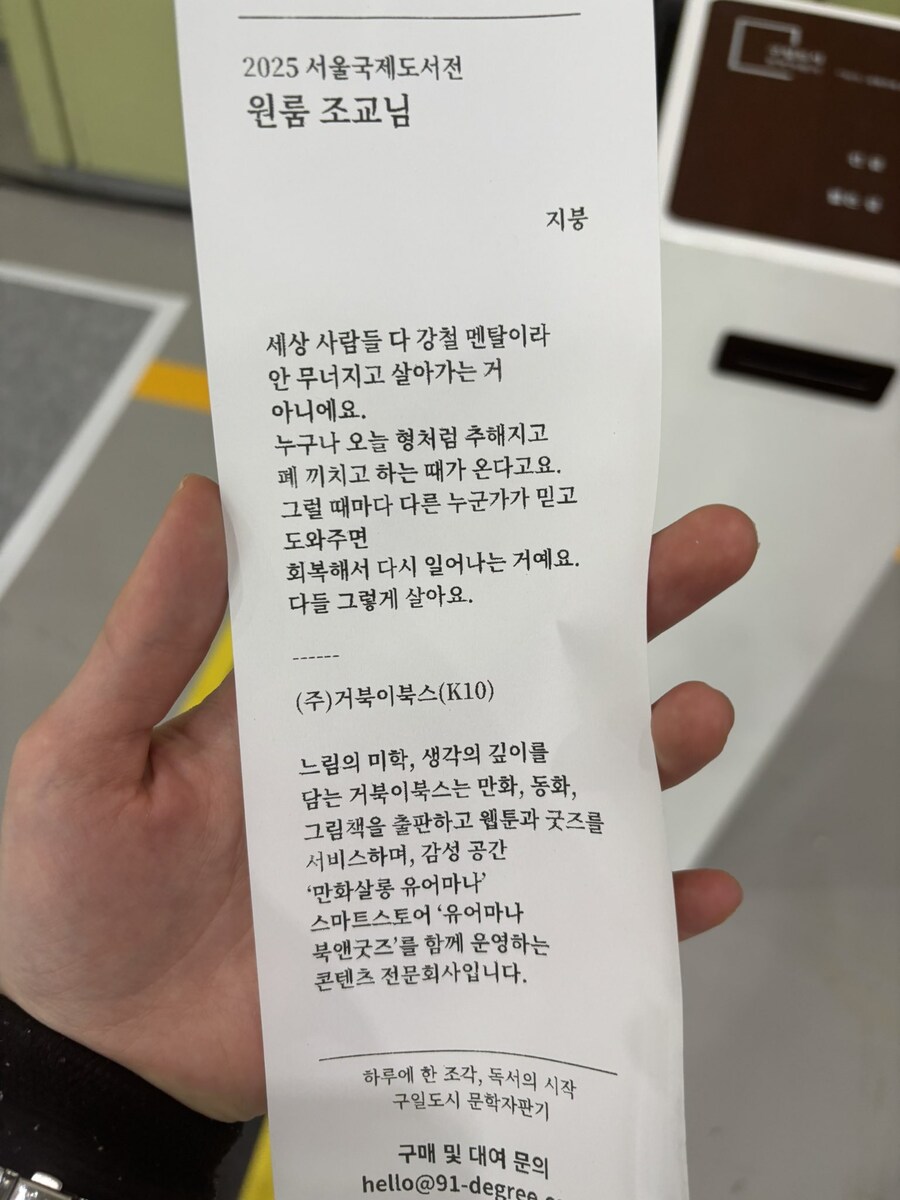 2025 서울국제도서전
원룸 조교님
지붕
세상 사람들 다 강철 멘탈이라
안 무너지고 살아가는 거
아니에요.
누구나 오늘 형처럼 추해지고
폐 끼치고 하는 때가 온다고요.
그럴 때마다 다른 누군가가 믿고
도와주면
회복해서 다시 일어나는 거예요.
다들 그렇게 살아요.
------
(주)거북이북스(K10)
느림의 미학, 생각의 깊이를
담는 거북이북스는 만화, 동화,
그림책을 출판하고 웹툰과 굿즈를
서비스하며, 감성 공간
‘만화살롱 유어마나’
스마트스토어 ‘유어마나
북앤굿즈’를 함께 운영하는
콘텐츠 전문회사입니다.
하루에 한 조각, 독서의 시작
구일도시 문학자판기
구매 및 대여 문의
hello@91-degree.c